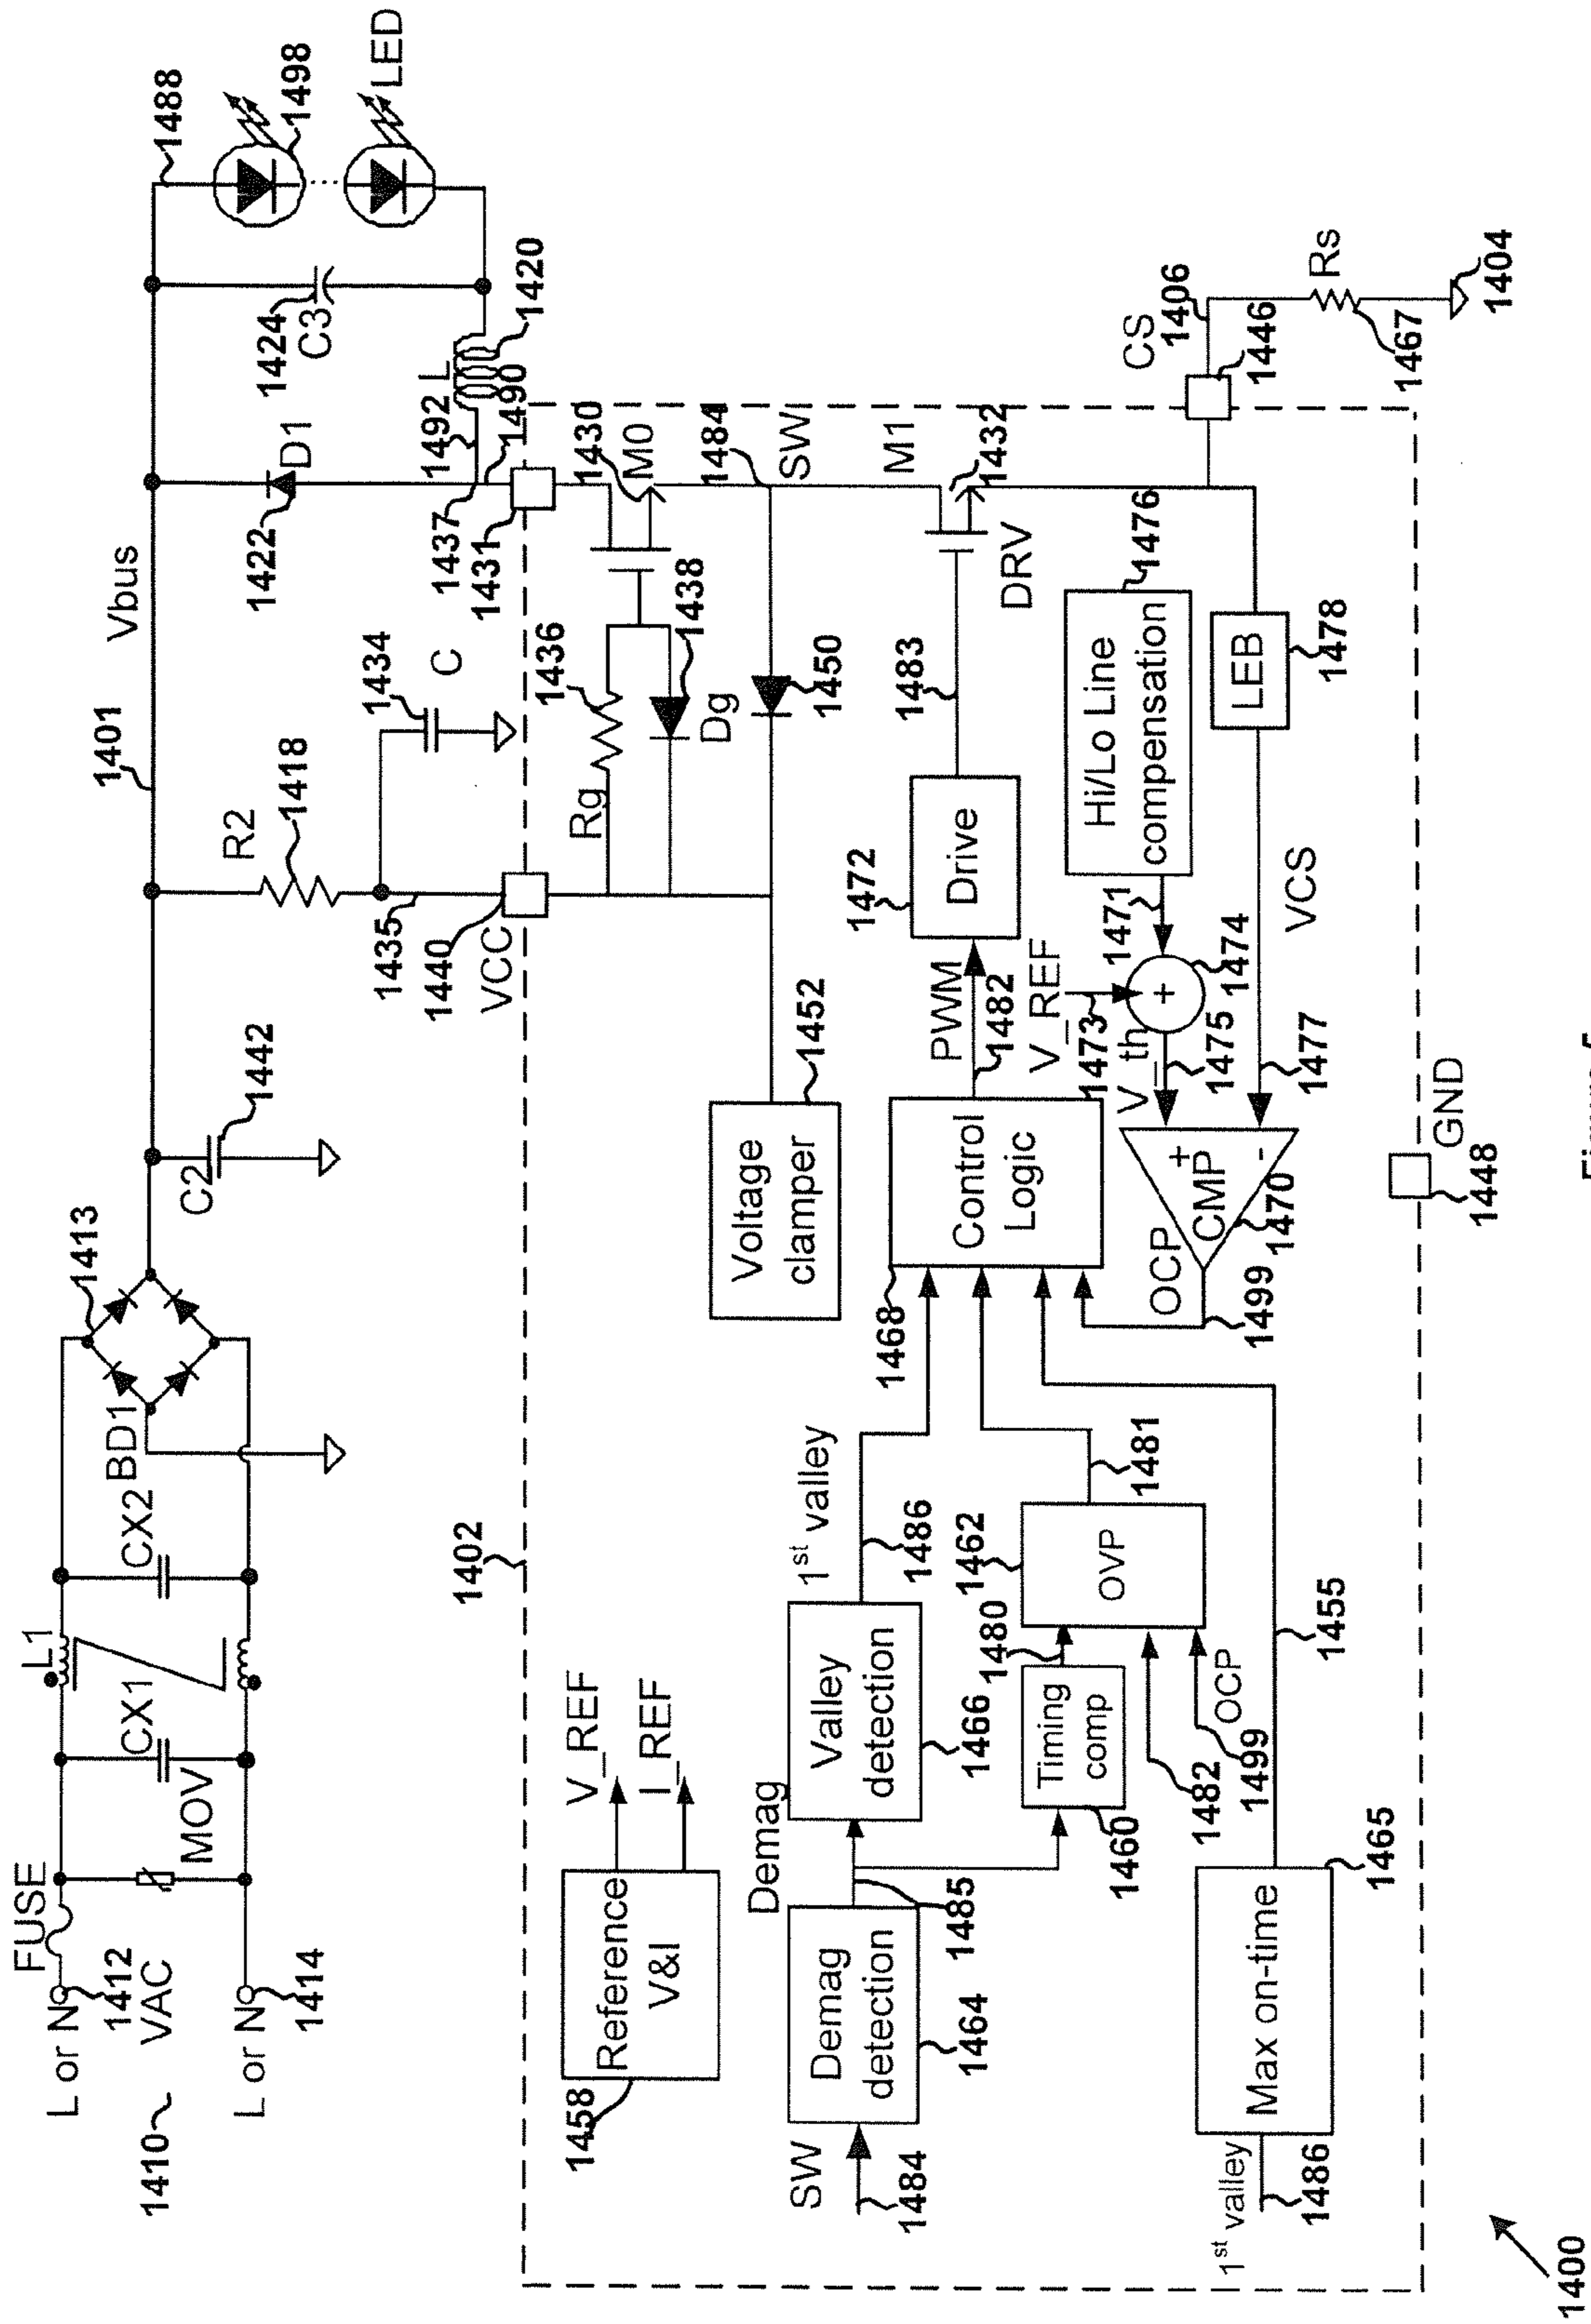 L or N
1412
FUSE
MOV
CX1
L1
CX2
BD1
1413
VAC
1410
L or N
1414
C2
1442
1401
Vbus
R2
1418
1434
C
1435
1440
VCC
1422
D1
1424
C3
1488
1498
LED
1420
L
1492
1490
1437
1431
1402
1430
M0
1484
SW
M1
1432
Rg
1436
1438
Dg
1450
Voltage
clamper
1452
Reference
V&I
1458
V_REF
I_REF
SW
1484
Demag
detection
1464
Demag
1485
Valley
detection
1466
1st valley
1486
Timing
comp
1460
1480
OVP
1462
1481
1482
OCP
1499
1st valley
1486
Max on-time
1465
1455
Control
Logic
1468
PWM
1482
Drive
1472
1483
DRV
V_REF
1473
V_th
1475
1474
+
1471
Hi/Lo Line
compensation
1476
LEB
1478
VCS
1477
+
CMP
-
1470
OCP
1499
CS
1406
1446
Rs
1467
1404
GND
1448
1400